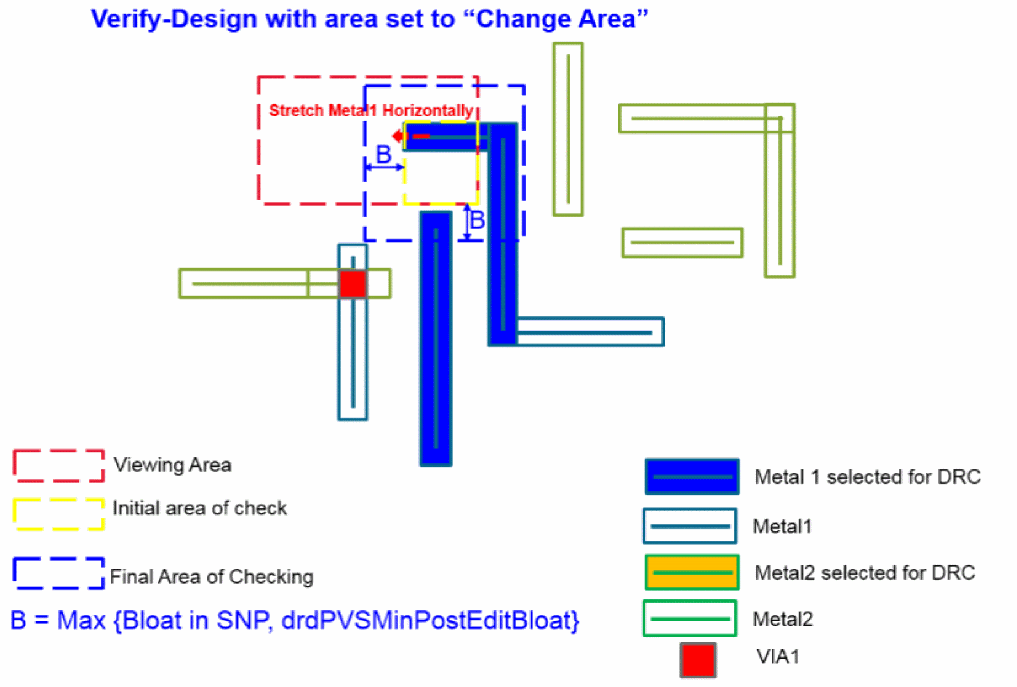 Verify-Design with area set to “Change Area”
Stretch Metal1 Horizontally
B
B
Viewing Area
Initial area of check
Final Area of Checking
B = Max {Bloat in SNP, drdPVSMinPostEditBloat}
Metal 1 selected for DRC
Metal1
Metal2 selected for DRC
Metal2
VIA1